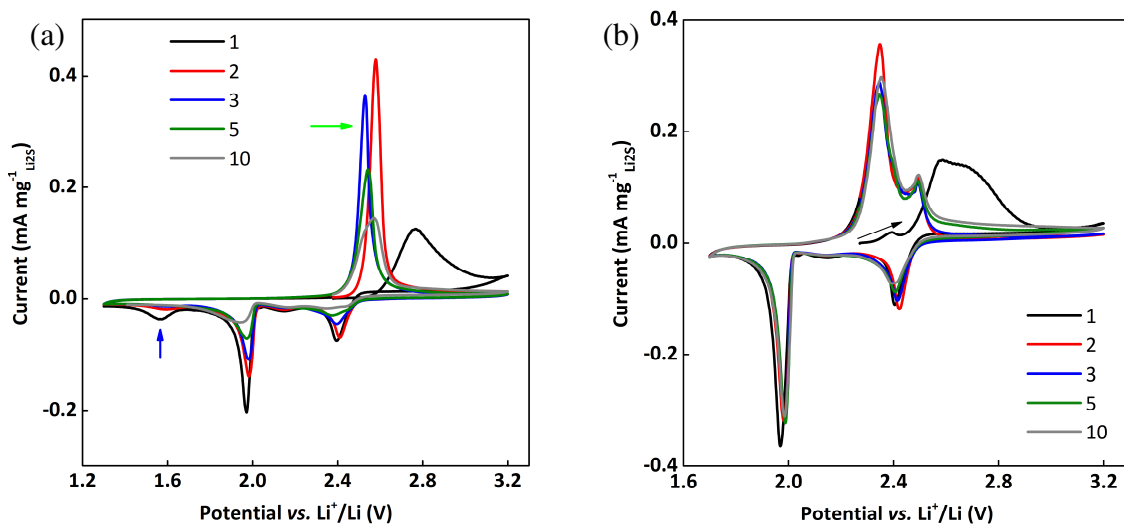 (a)
1
2
3
5
10
0.4
0.2
0.0
-0.2
Current (mA mg⁻¹ Li2S)
1.3 1.6 2.0 2.4 2.8 3.2
Potential vs. Li⁺/Li (V)
(b)
0.4
0.2
0.0
-0.2
-0.4
Current (mA mg⁻¹ Li2S)
1
2
3
5
10
1.6 2.0 2.4 2.8 3.2
Potential vs. Li⁺/Li (V)